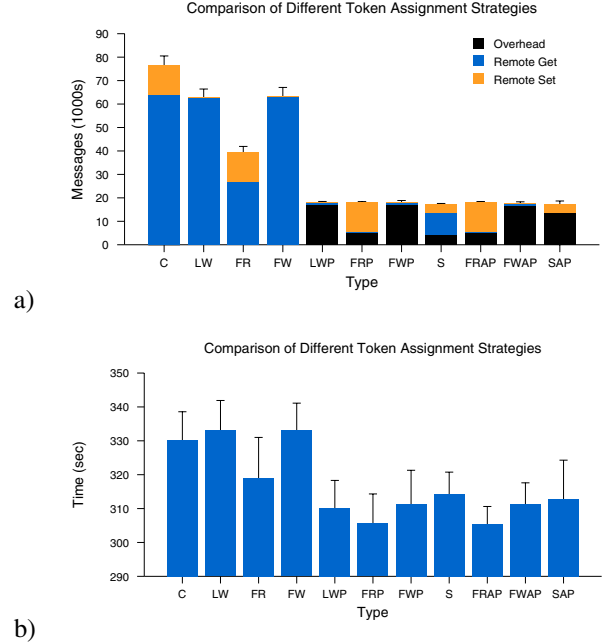 Comparison of Different Token Assignment Strategies
90
80
70
60
50
40
30
20
10
0
Messages (1000s)
Overhead
Remote Get
Remote Set
C LW FR FW LWP FRP FWP S FRAP FWAP SAP
Type
a)
Comparison of Different Token Assignment Strategies
350
340
330
320
310
300
290
Time (sec)
C LW FR FW LWP FRP FWP S FRAP FWAP SAP
Type
b)